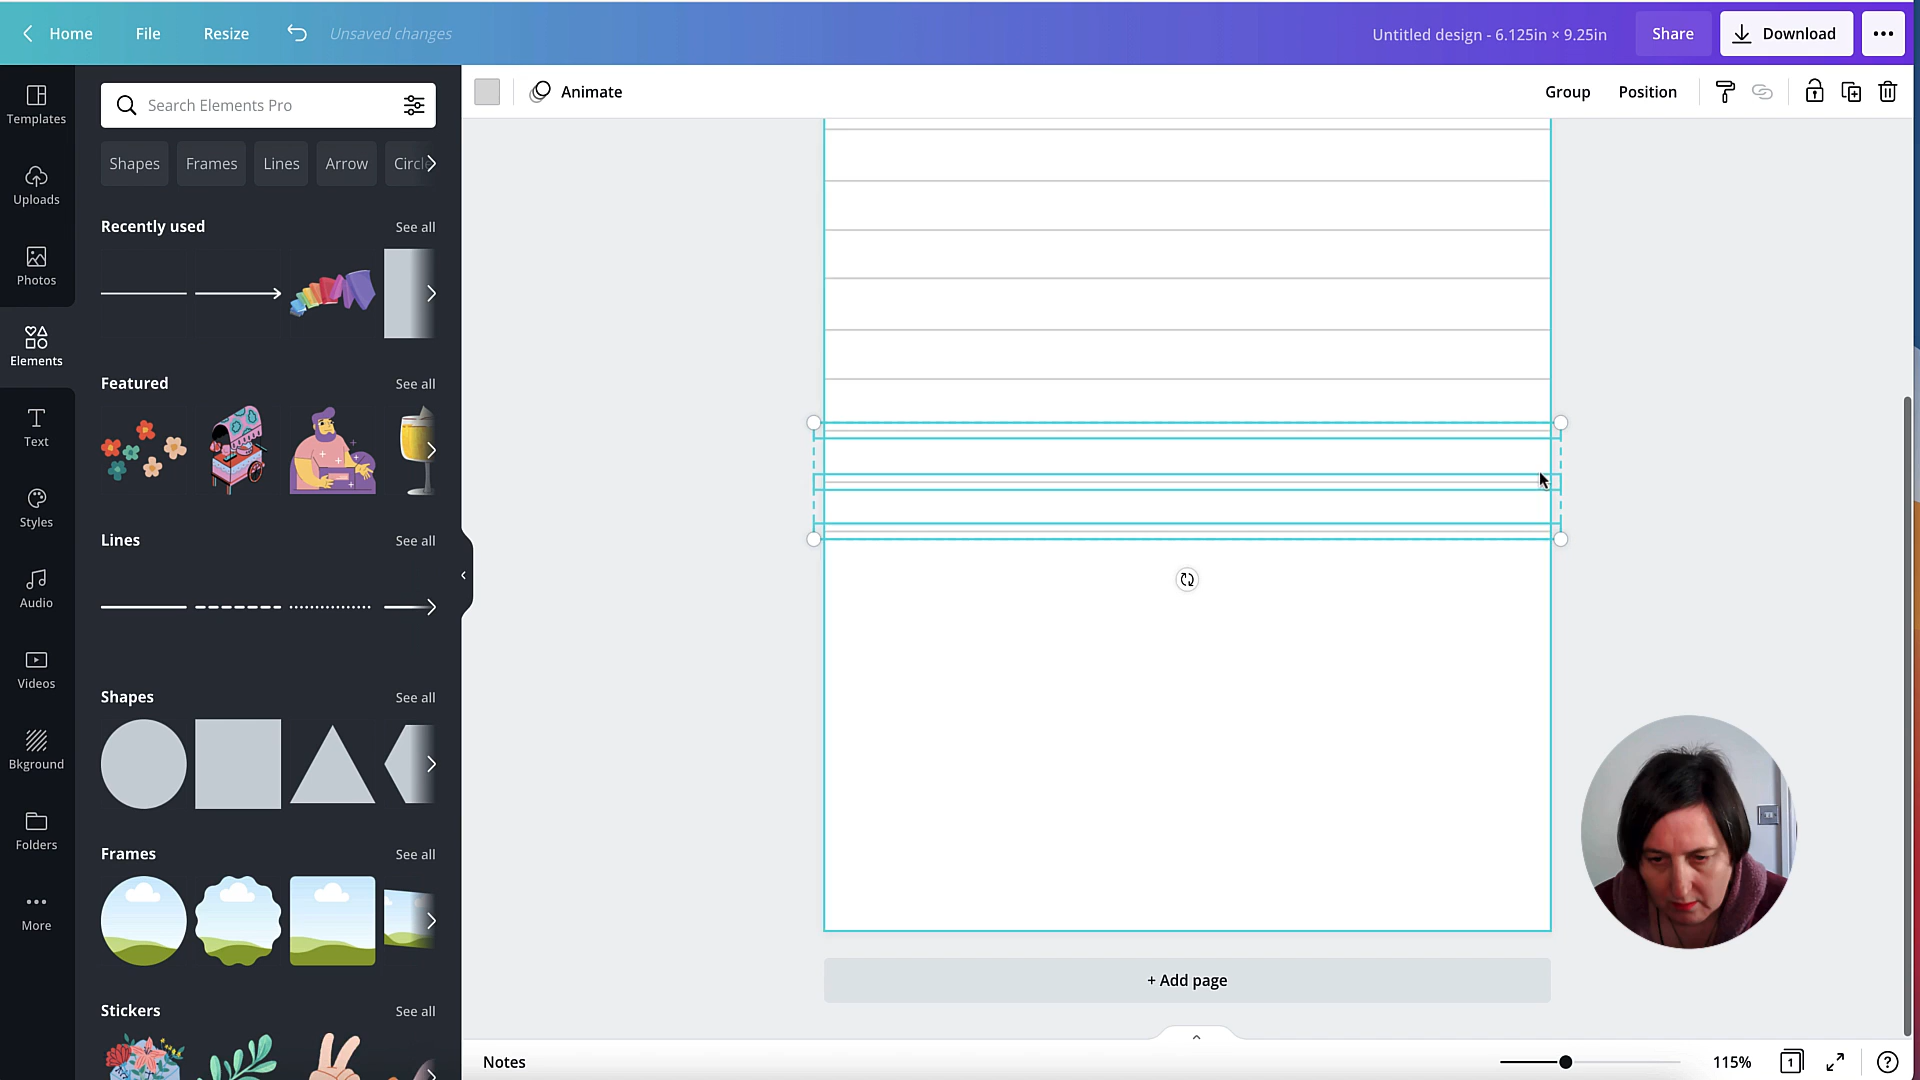 Home
File
Resize
Unsaved changes
Untitled design - 6.125in × 9.25in
Share
Download
Templates
Uploads
Photos
Elements
Text
Styles
Audio
Videos
Bkground
Folders
More
Search Elements Pro
Shapes
Frames
Lines
Arrow
Circle
Recently used
See all
Featured
See all
Lines
See all
Shapes
See all
Frames
See all
Stickers
See all
Animate
Group
Position
+ Add page
Notes
115%
1